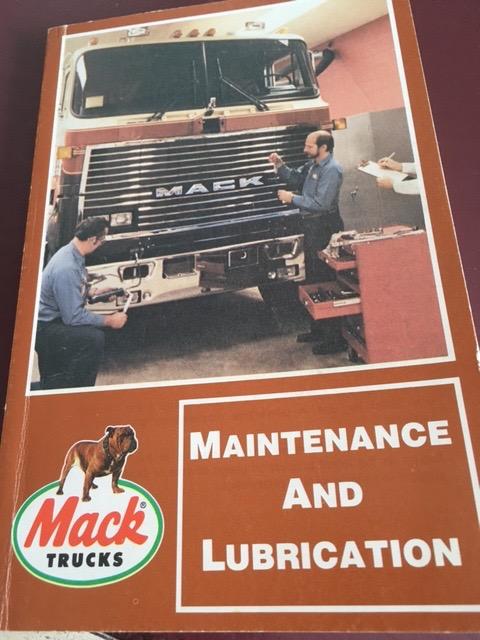 MACK
Mack®
TRUCKS
MAINTENANCE
AND
LUBRICATION